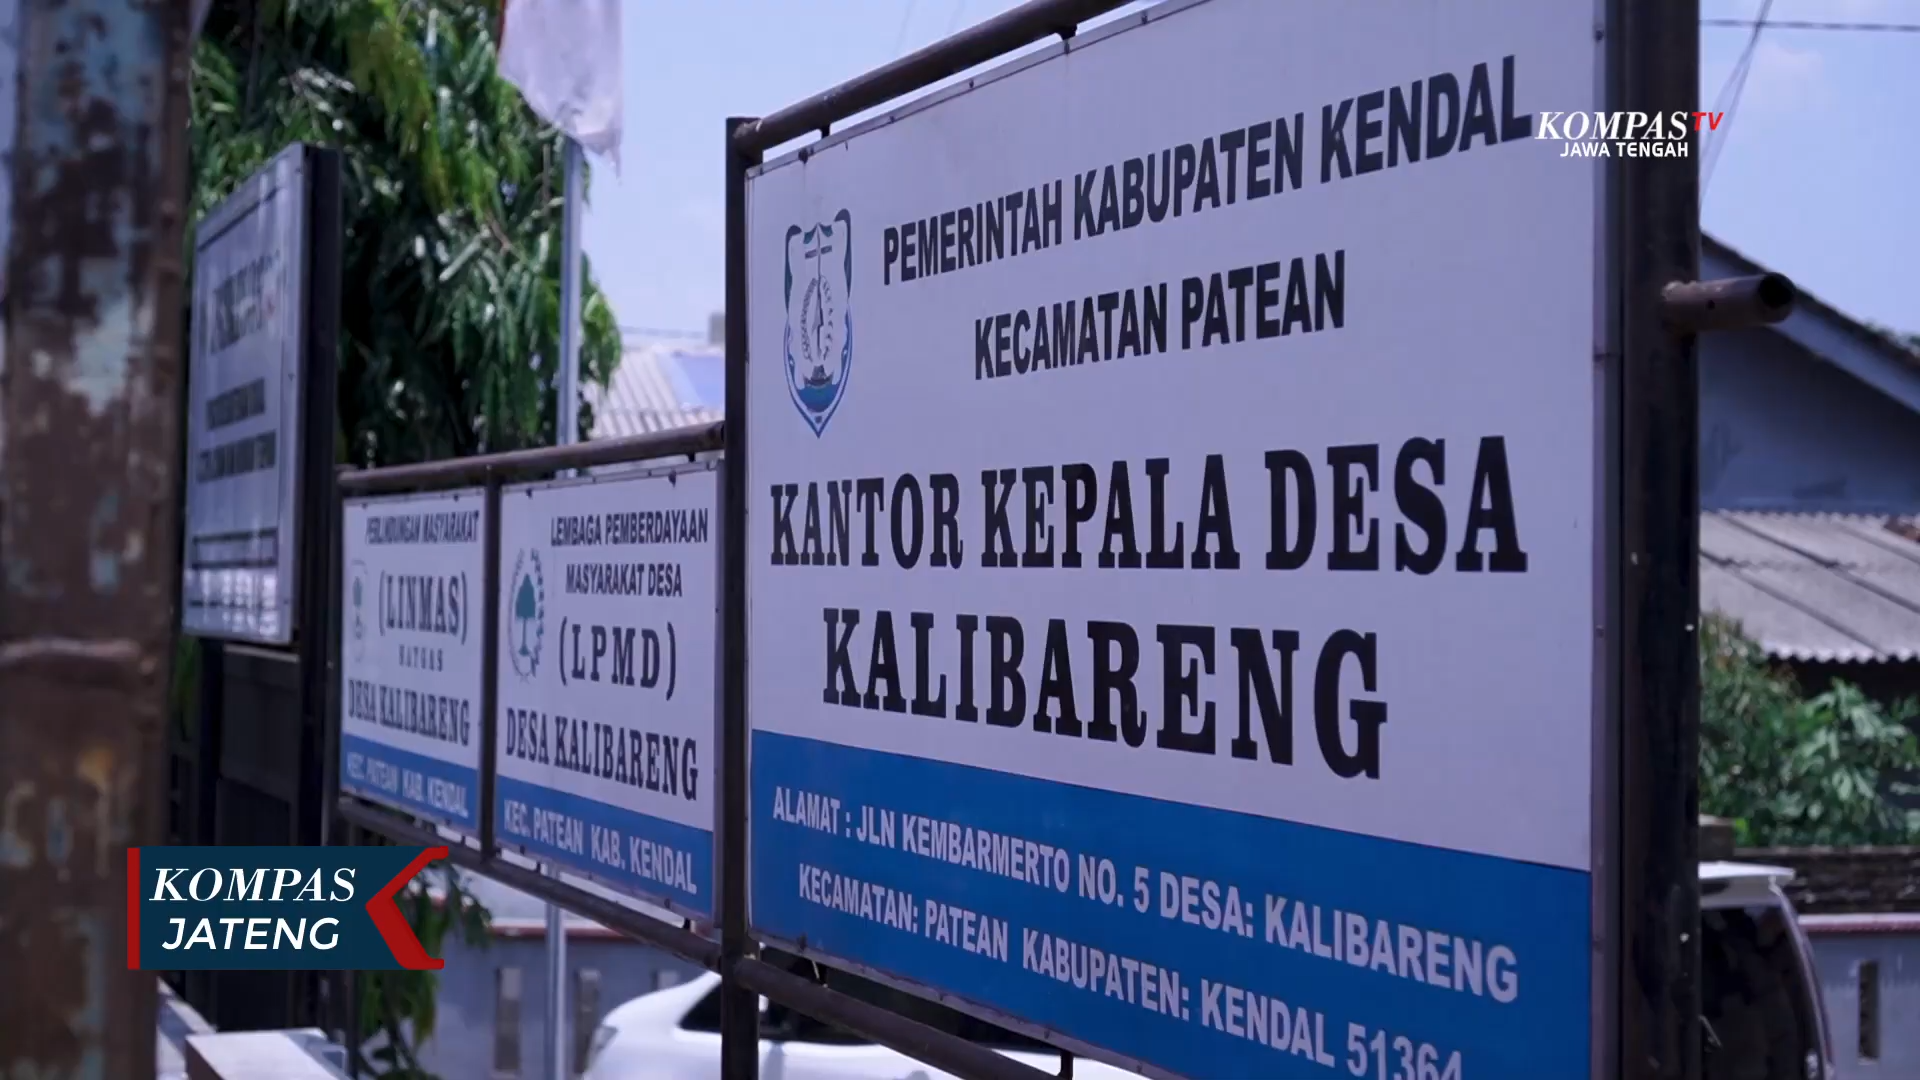 PEMERINTAH KABUPATEN KENDAL
KECAMATAN PATEAN
KANTOR KEPALA DESA
KALIBARENG
ALAMAT : JLN KEMBARMERTO NO. 5 DESA: KALIBARENG
KECAMATAN: PATEAN KABUPATEN: KENDAL 51364
LEMBAGA PEMBERDAYAAN
MASYARAKAT DESA
(LPMD)
DESA KALIBARENG
KEC. PATEAN KAB. KENDAL
PERLINDUNGAN MASYARAKAT
(LINMAS)
SATGAS
DESA KALIBARENG
KEC. PATEAN KAB. KENDAL
KOMPAS TV
JAWA TENGAH
KOMPAS
JATENG